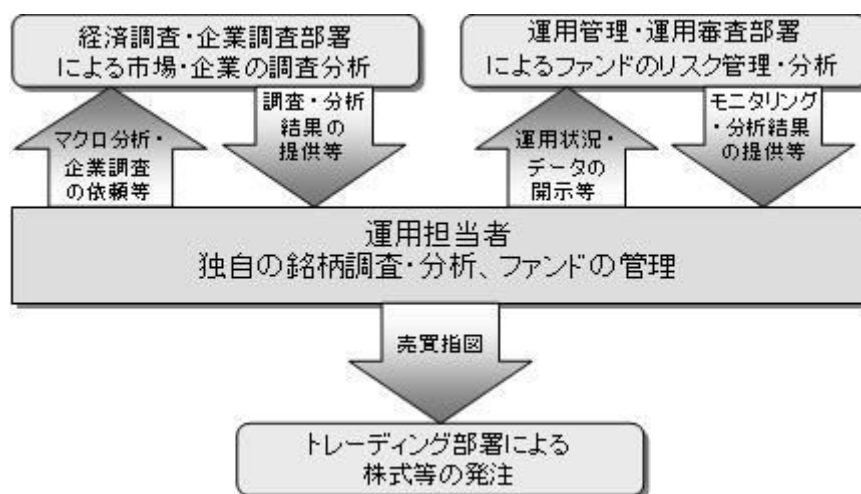 経済調査・企業調査部署
による市場・企業の調査分析
運用管理・運用審査部署
によるファンドのリスク管理・分析
マクロ分析・
企業調査
の依頼等
調査・分析
結果の
提供等
運用状況・
データの
開示等
モニタリング
・分析結果
の提供等
運用担当者
独自の銘柄調査・分析、ファンドの管理
売買指図
トレーディング部署による
株式等の発注